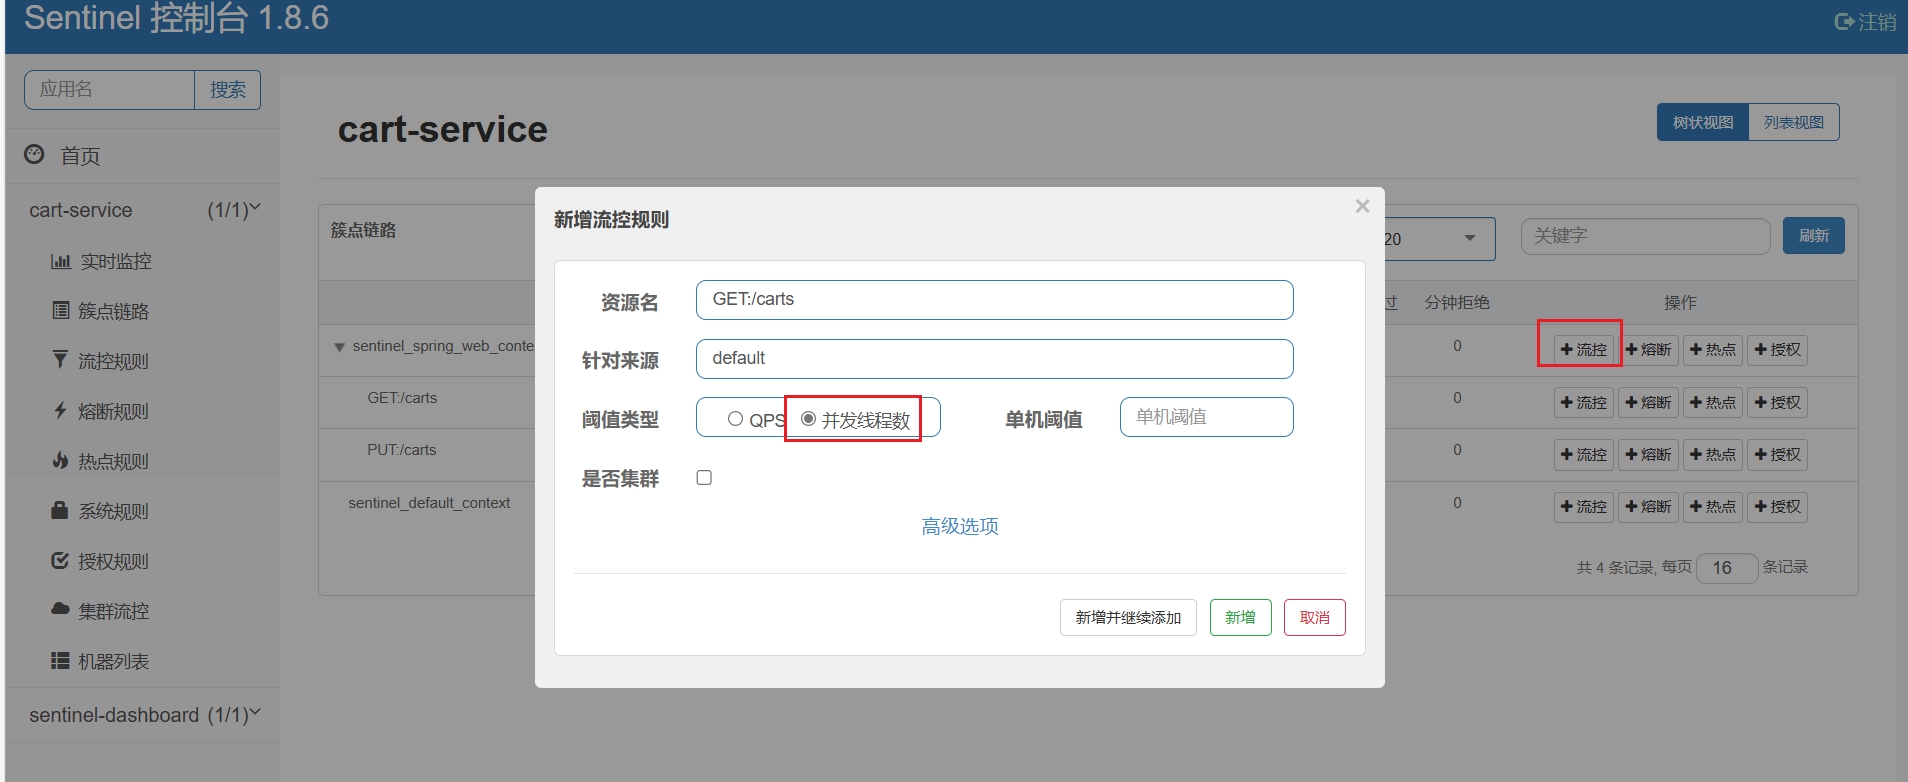 Sentinel 控制台 1.8.6
注销
应用名
搜索
首页
cart-service (1/1)
实时监控
簇点链路
流控规则
熔断规则
热点规则
系统规则
授权规则
集群流控
机器列表
sentinel-dashboard (1/1)
cart-service
树状视图
列表视图
簇点链路
20
关键字
刷新
过 分钟拒绝 操作
sentinel_spring_web_conte 0 流控 熔断 热点 授权
GET:/carts 0 流控 熔断 热点 授权
PUT:/carts 0 流控 熔断 热点 授权
sentinel_default_context 0 流控 熔断 热点 授权
共 4 条记录, 每页 16 条记录
新增流控规则
×
资源名 GET:/carts
针对来源 default
阈值类型 QPS 并发线程数 单机阈值 单机阈值
是否集群
高级选项
新增并继续添加
新增
取消